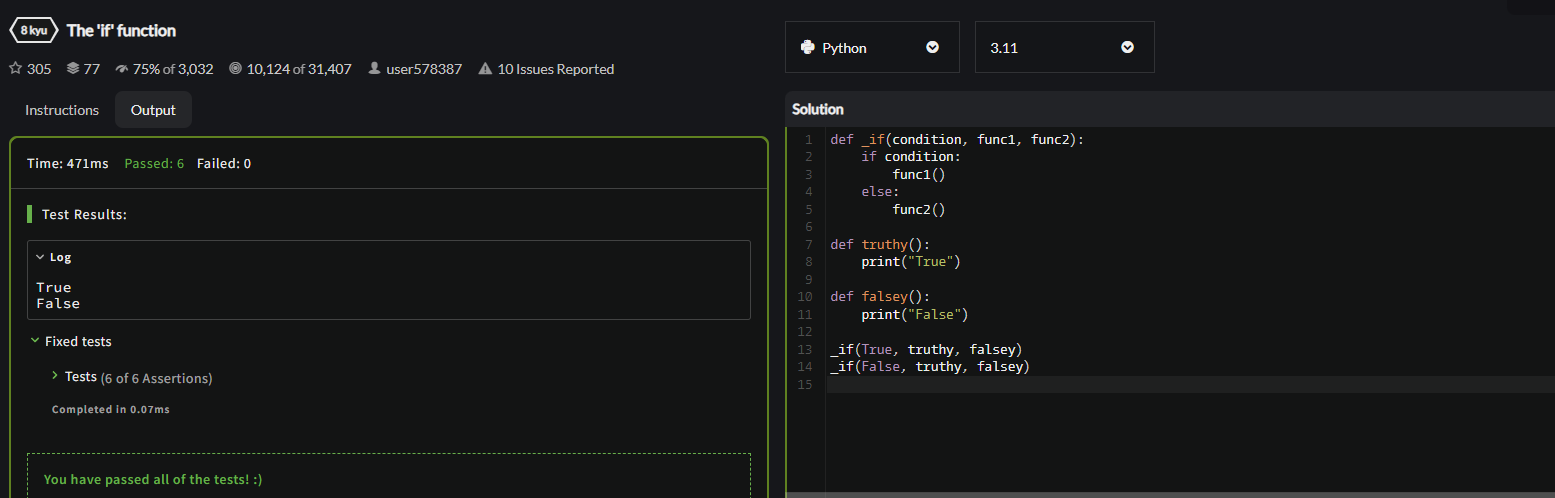 8 kyu The 'if' function
305 77 75% of 3,032 10,124 of 31,407 user578387 10 Issues Reported
Instructions Output
Time: 471ms Passed: 6 Failed: 0
Test Results:
Log
True
False
Fixed tests
Tests (6 of 6 Assertions)
Completed in 0.07ms
You have passed all of the tests! :)
Python 3.11
Solution
1 def _if(condition, func1, func2):
2     if condition:
3         func1()
4     else:
5         func2()
6
7 def truthy():
8     print("True")
9
10 def falsey():
11     print("False")
12
13 _if(True, truthy, falsey)
14 _if(False, truthy, falsey)
15